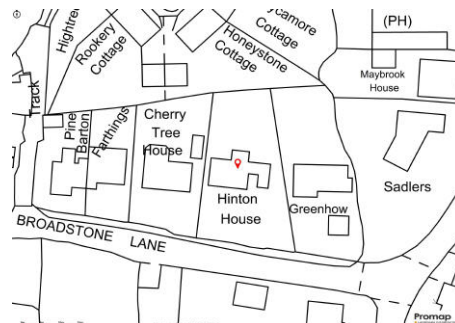 Hightree
Rookery
Cottage
Sycamore
Cottage
Honeystone
Cottage
(PH)
Maybrook
House
Track
Pine
Barton
Farthings
Cherry
Tree
House
Hinton
House
Greenhow
Sadlers
BROADSTONE LANE
Promap